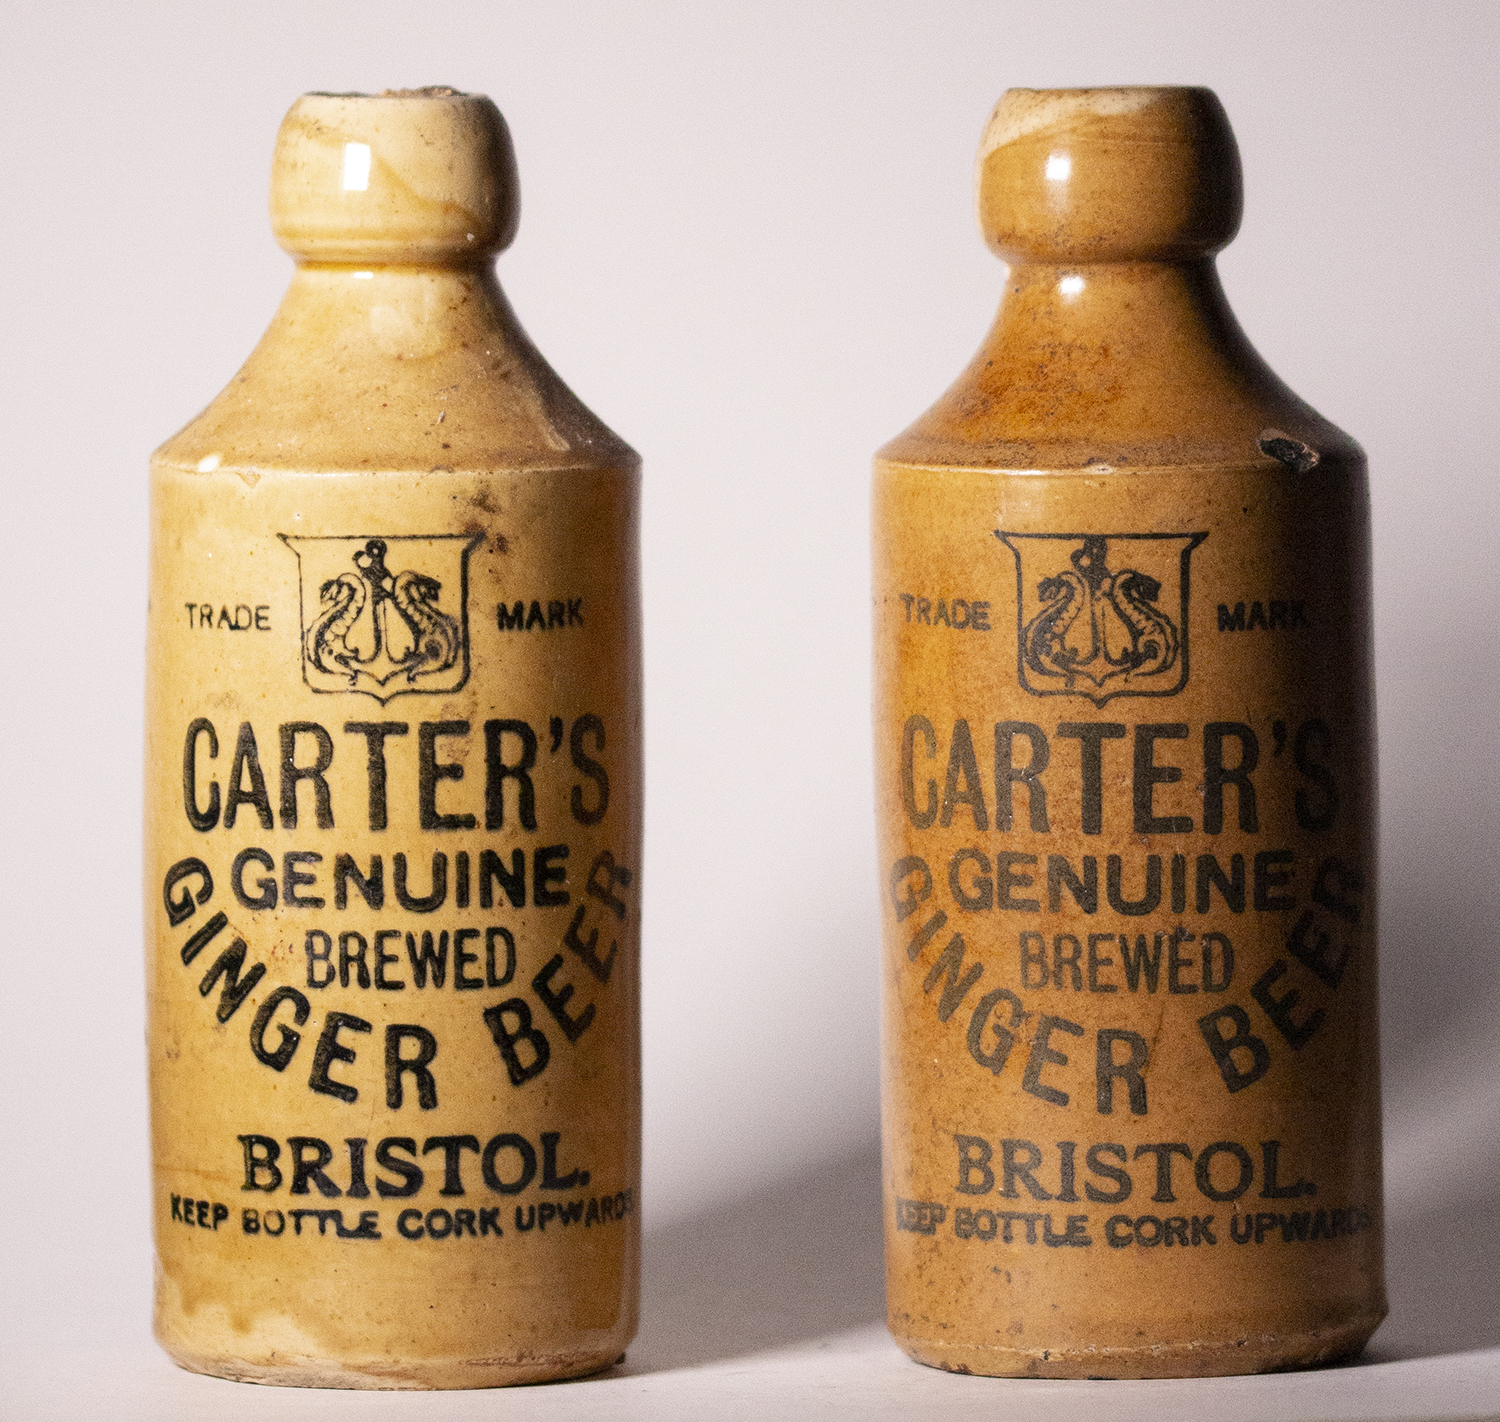 TRADE MARK
CARTER'S
GENUINE
BREWED
GINGER BEER
BRISTOL.
KEEP BOTTLE CORK UPWARDS
TRADE MARK
CARTER'S
GENUINE
BREWED
GINGER BEER
BRISTOL.
KEEP BOTTLE CORK UPWARDS